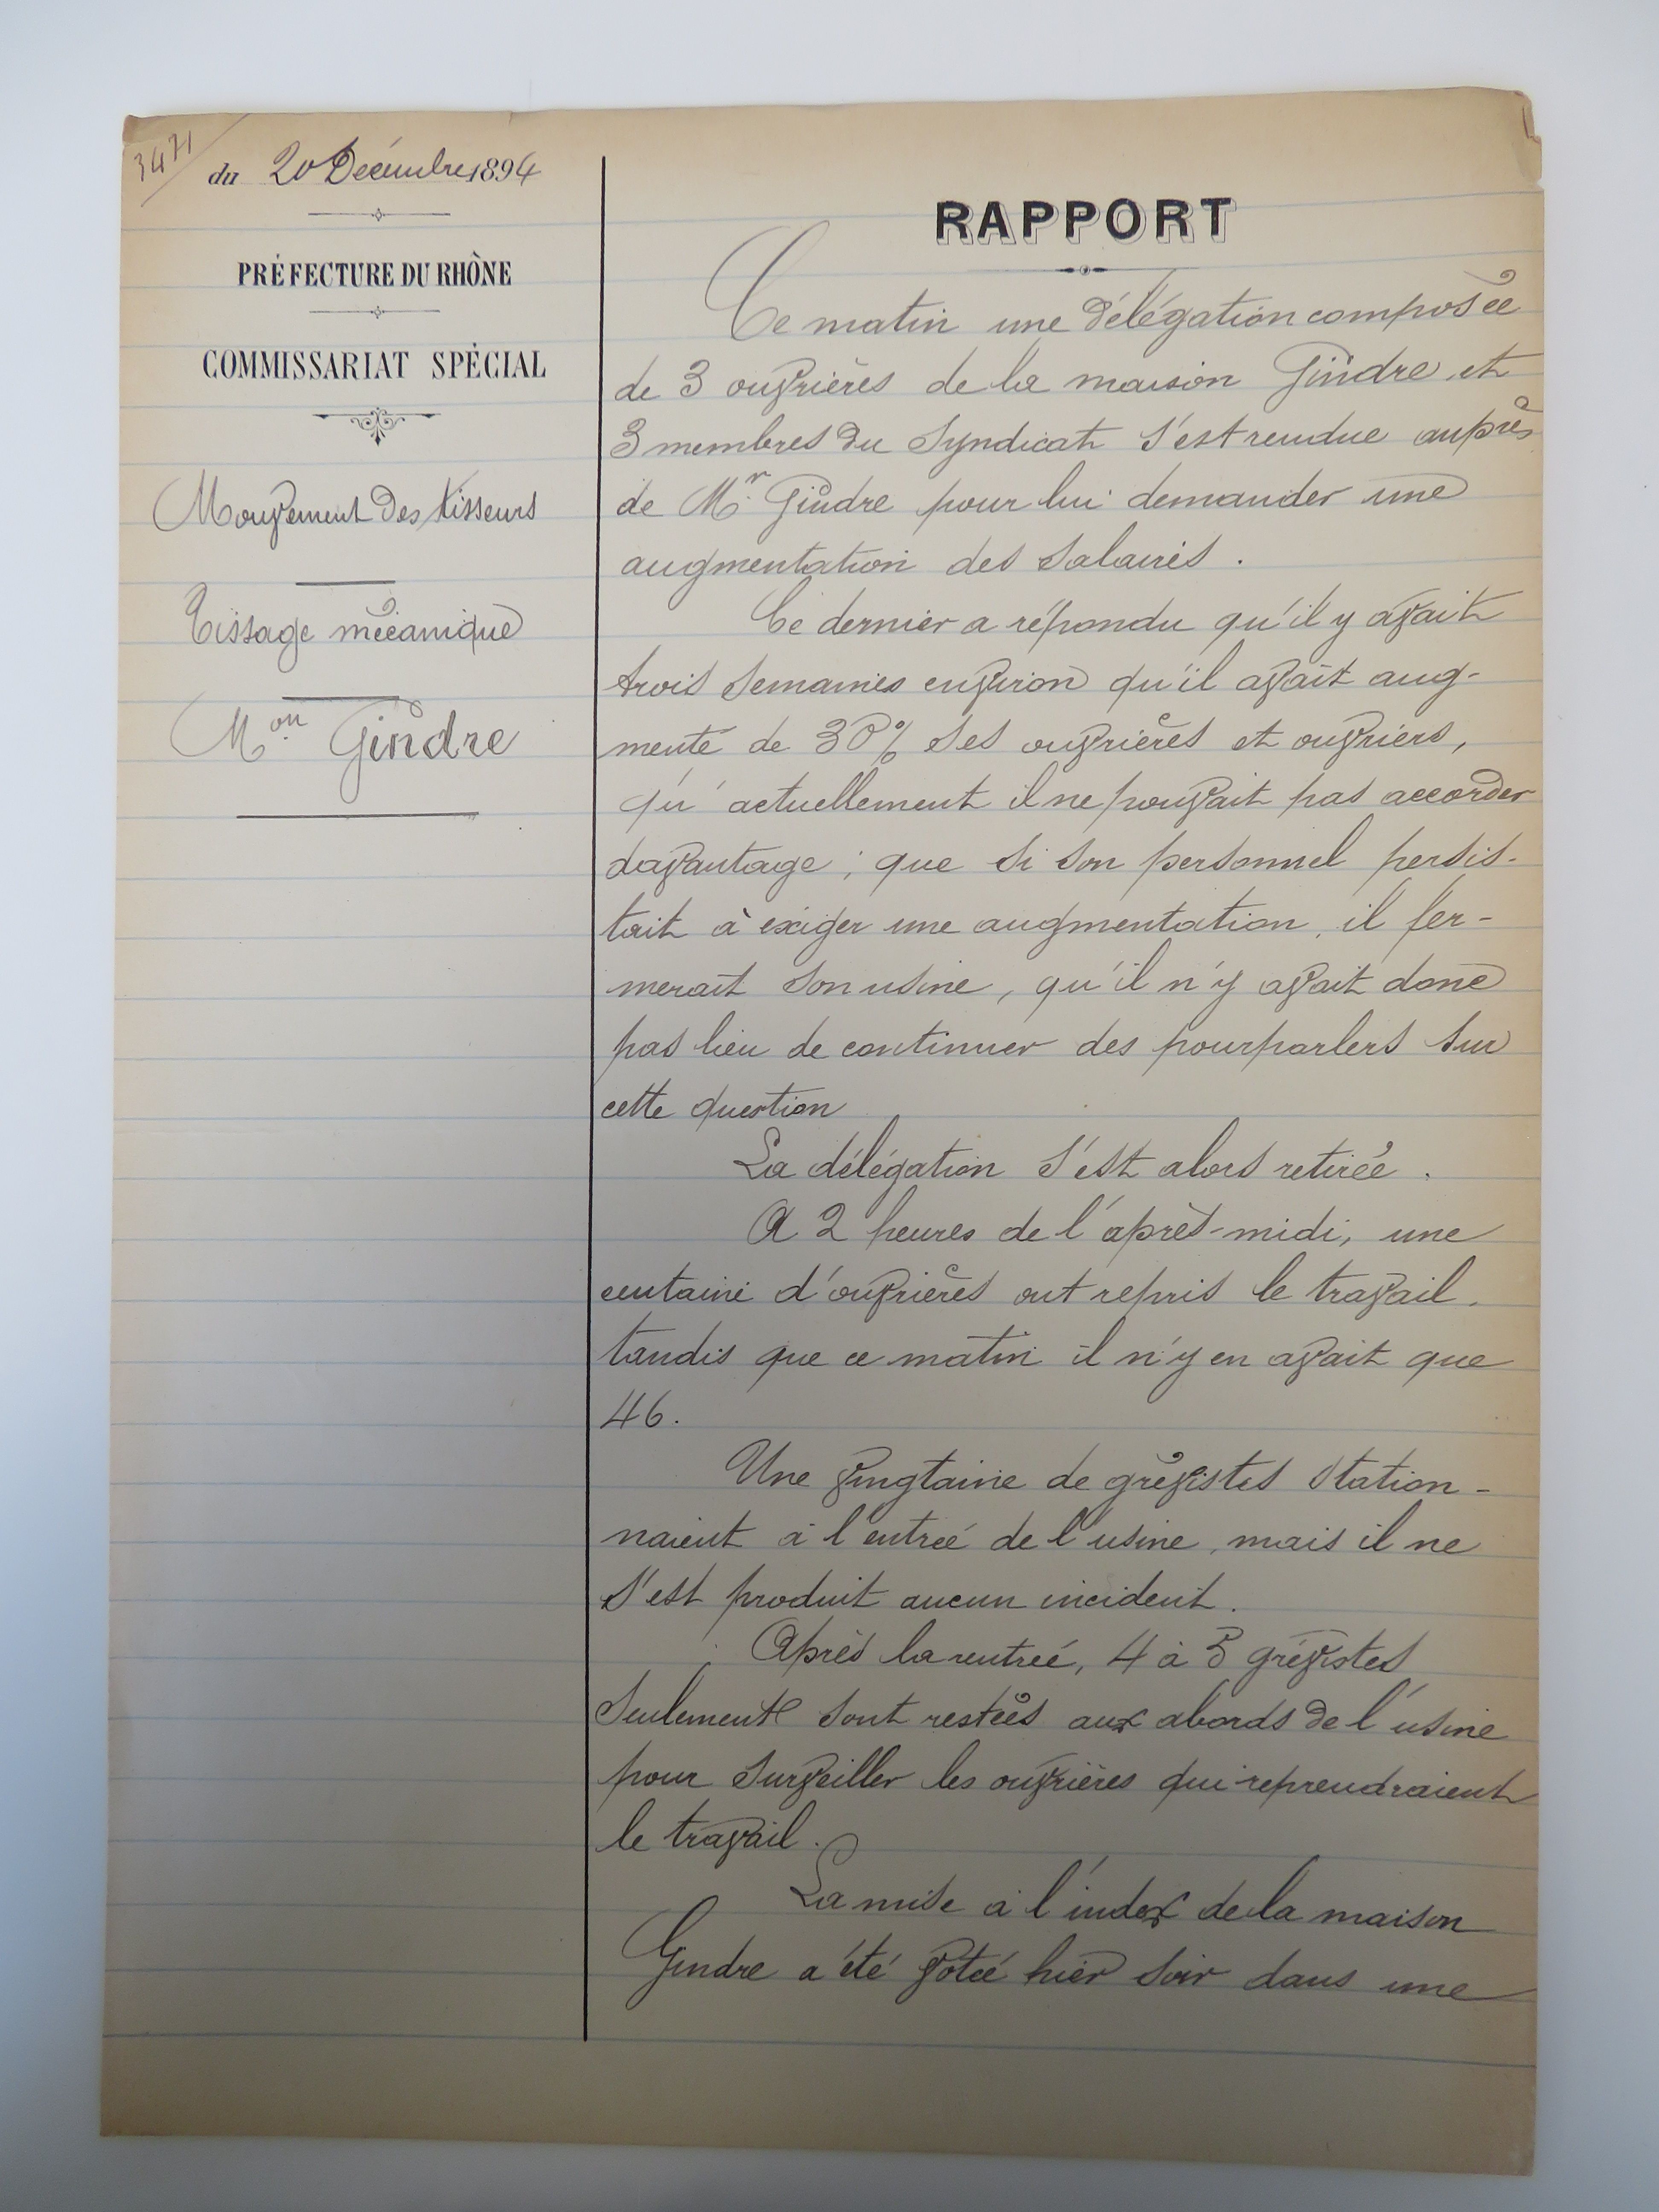 3471
du 20 Décembre 1894
PRÉFECTURE DU RHÔNE
COMMISSARIAT SPÉCIAL
Mouvement des tisseurs
Tissage mécanique
Mon Gindre
RAPPORT
Ce matin une délégation composée
de 3 ouvrières de la maison Gindre et
3 membres du Syndicat s'est rendue auprès
de Mr Gindre pour lui demander une
augmentation des salaires.
Ce dernier a répondu qu'il y avait
trois semaines environ qu'il avait aug-
menté de 30% ses ouvrières et ouvriers,
qu'actuellement il ne pouvait pas accorder
davantage ; que si son personnel persis-
tait à exiger une augmentation, il fer-
merait son usine, qu'il n'y avait donc
pas lieu de continuer des pourparlers sur
cette question
La délégation s'est alors retirée.
A 2 heures de l'après-midi, une
centaine d'ouvrières ont repris le travail,
tandis que ce matin il n'y en avait que
46.
Une vingtaine de grévistes station-
naient à l'entrée de l'usine, mais il ne
s'est produit aucun incident.
Après la rentrée, 4 à 5 grévistes
seulement sont restées aux abords de l'usine
pour surveiller les ouvrières qui reprendraient
le travail.
La mise à l'index de la maison
Gindre a été votée hier soir dans une